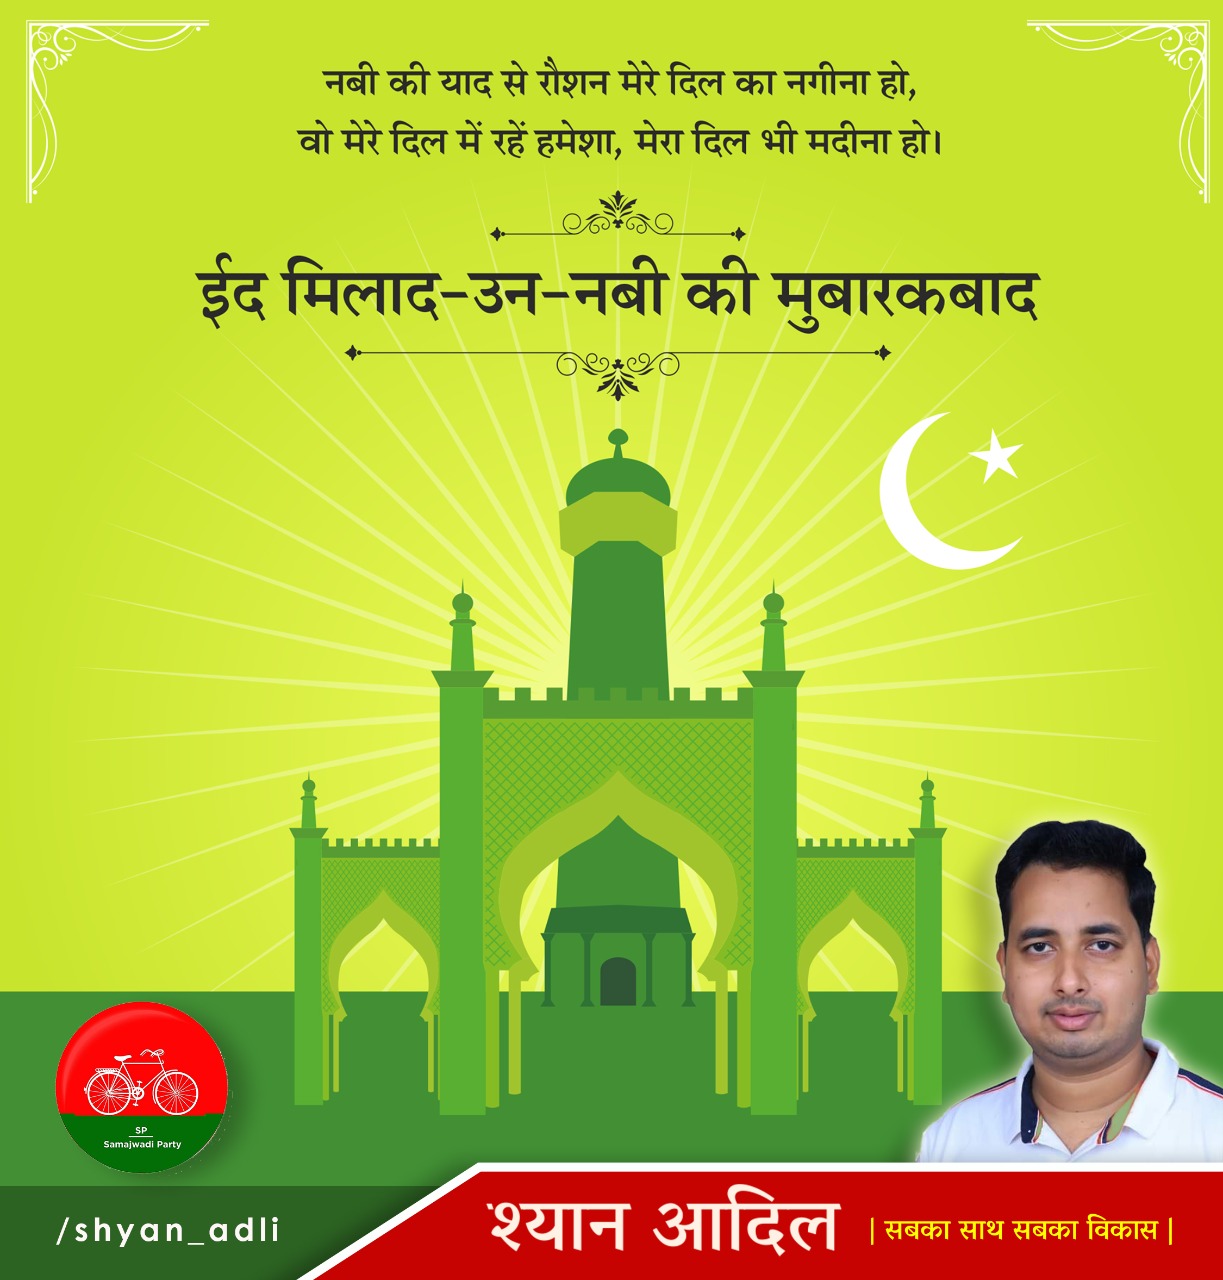 नबी की याद से रौशन मेरे दिल का नगीना हो,
वो मेरे दिल में रहें हमेशा, मेरा दिल भी मदीना हो।
ईद मिलाद-उन-नबी की मुबारकबाद
SP
Samajwadi Party
/shyan_adli
श्यान आदिल
| सबका साथ सबका विकास |